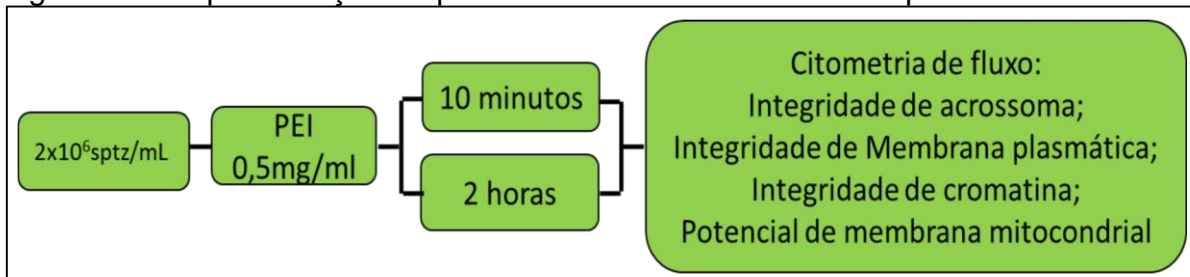 2x10⁶sptz/mL
PEI
0,5mg/ml
10 minutos
2 horas
Citometria de fluxo:
Integridade de acrossoma;
Integridade de Membrana plasmática;
Integridade de cromatina;
Potencial de membrana mitocondrial